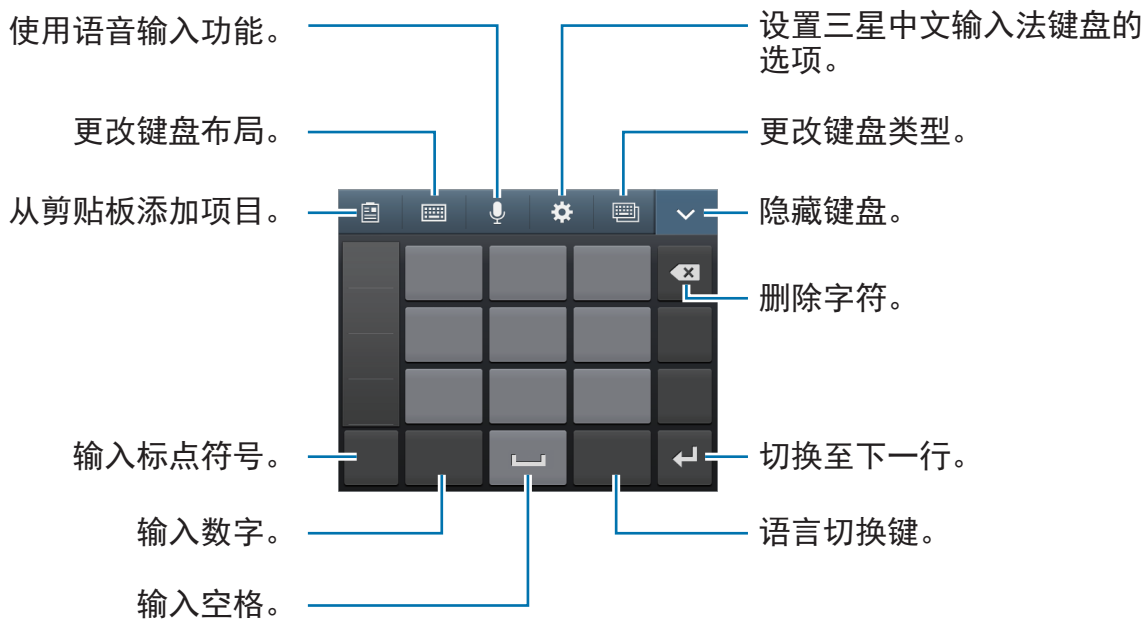 使用语音输入功能。
设置三星中文输入法键盘的
选项。
更改键盘布局。
更改键盘类型。
从剪贴板添加项目。
隐藏键盘。
删除字符。
输入标点符号。
切换至下一行。
输入数字。
语言切换键。
输入空格。